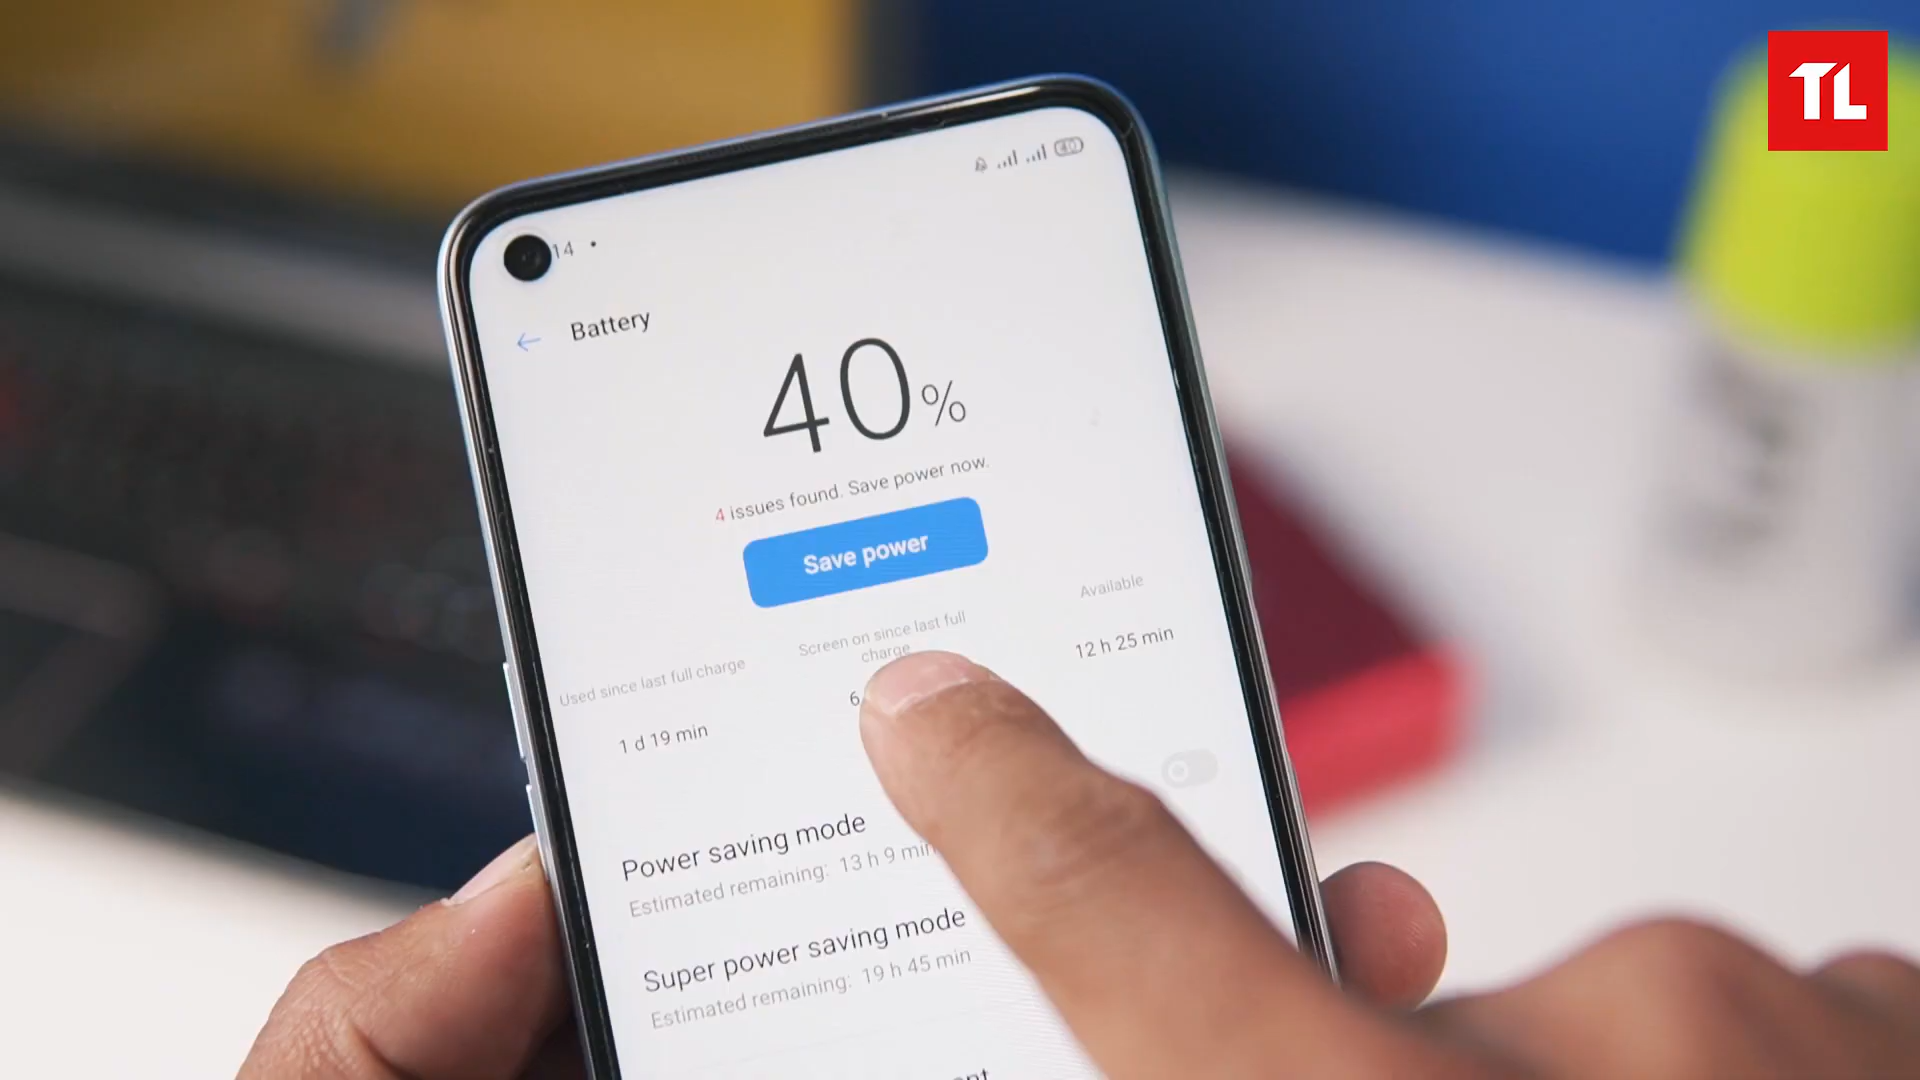 TL
14
40
Battery
40%
4 issues found. Save power now.
Save power
Used since last full charge
1 d 19 min
Screen on since last full
charge
6
Available
12 h 25 min
Power saving mode
Estimated remaining: 13 h 9 min
Super power saving mode
Estimated remaining: 19 h 45 min